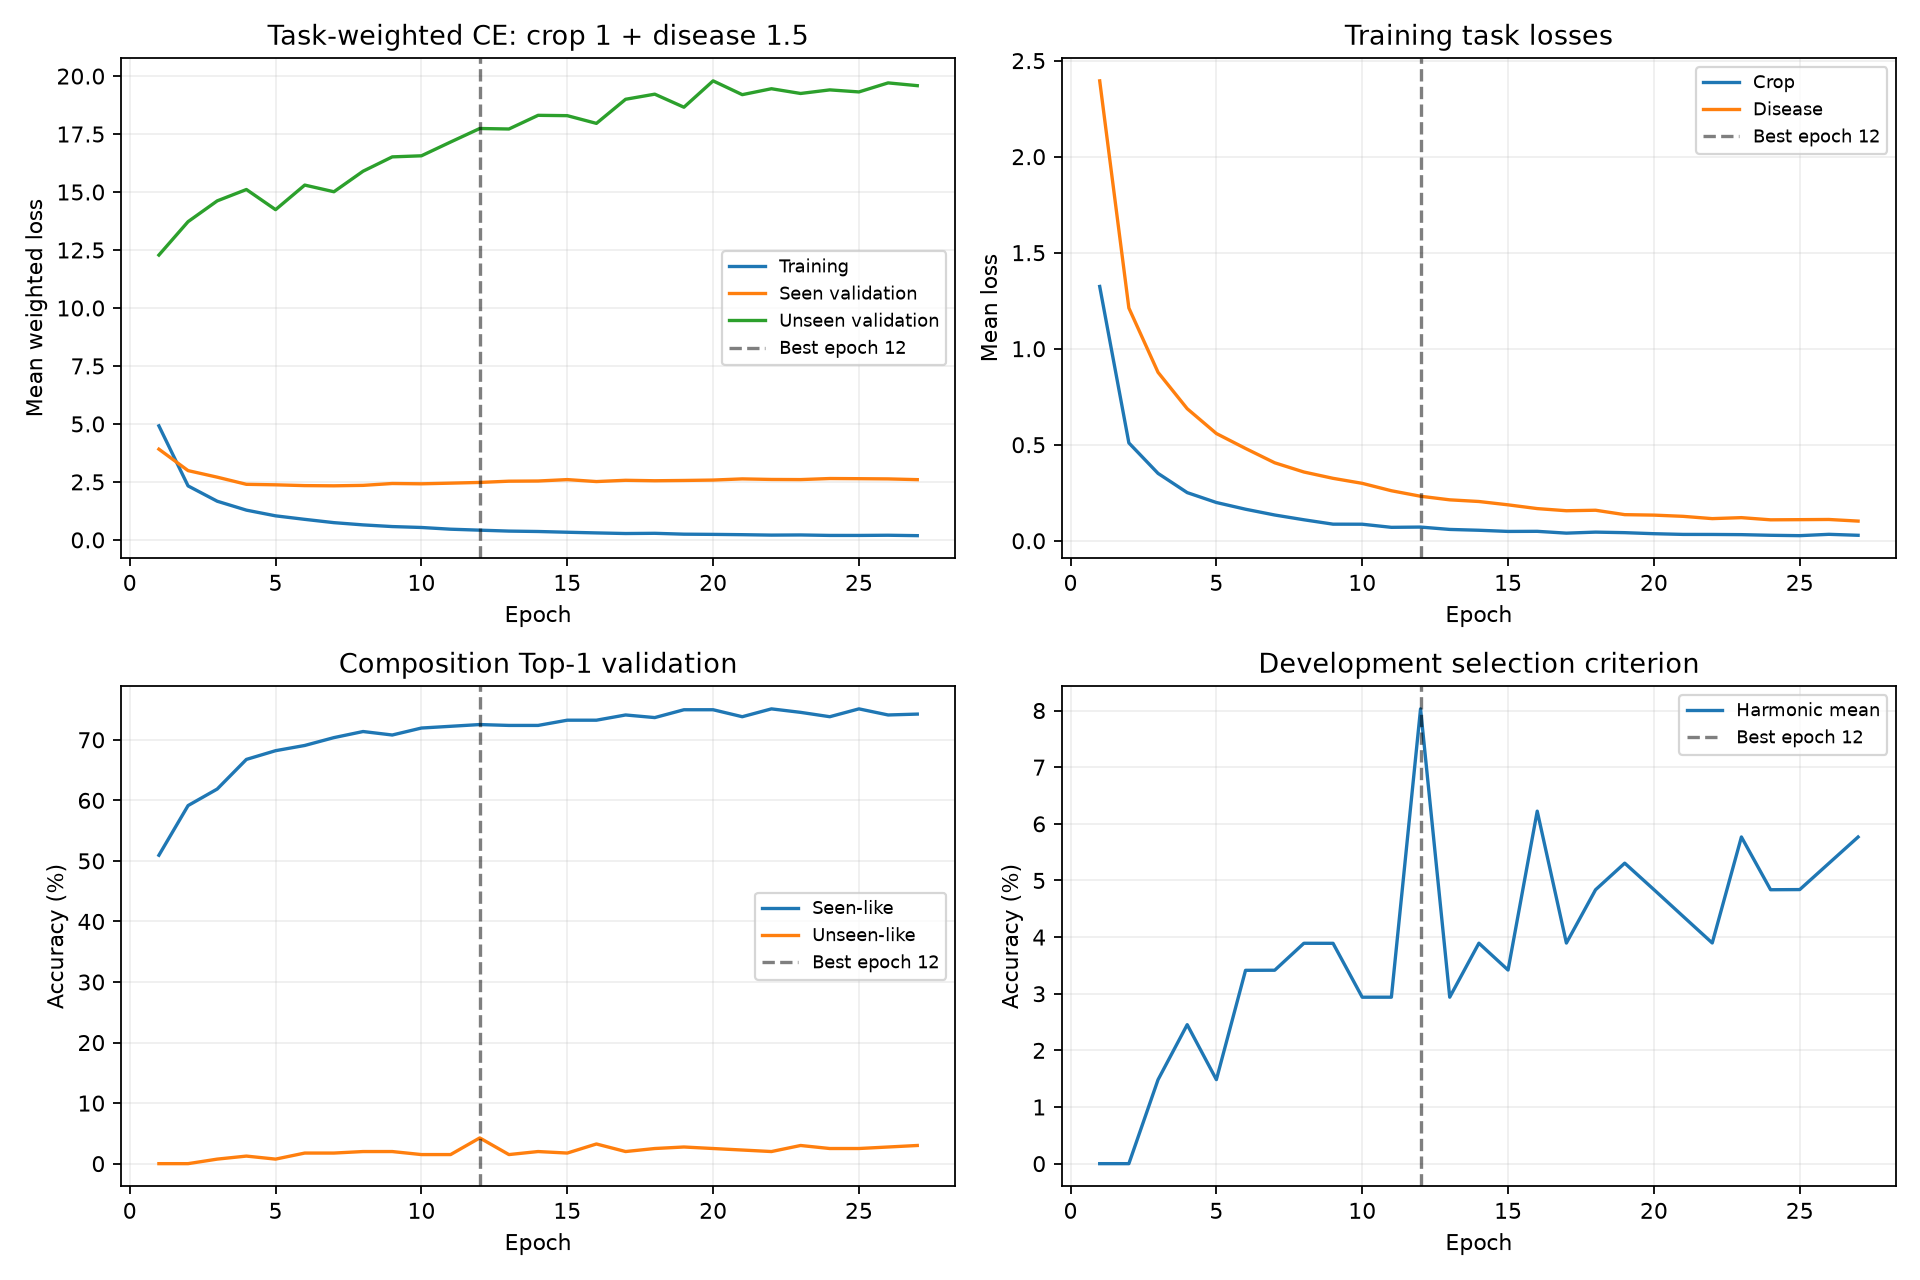 Task-weighted CE: crop 1 + disease 1.5
Mean weighted loss
20.0
17.5
15.0
12.5
10.0
7.5
5.0
2.5
0.0
Training
Seen validation
Unseen validation
Best epoch 12
0 5 10 15 20 25
Epoch
Training task losses
Mean loss
2.5
2.0
1.5
1.0
0.5
0.0
Crop
Disease
Best epoch 12
0 5 10 15 20 25
Epoch
Composition Top-1 validation
Accuracy (%)
70
60
50
40
30
20
10
0
Seen-like
Unseen-like
Best epoch 12
0 5 10 15 20 25
Epoch
Development selection criterion
Accuracy (%)
8
7
6
5
4
3
2
1
0
Harmonic mean
Best epoch 12
0 5 10 15 20 25
Epoch